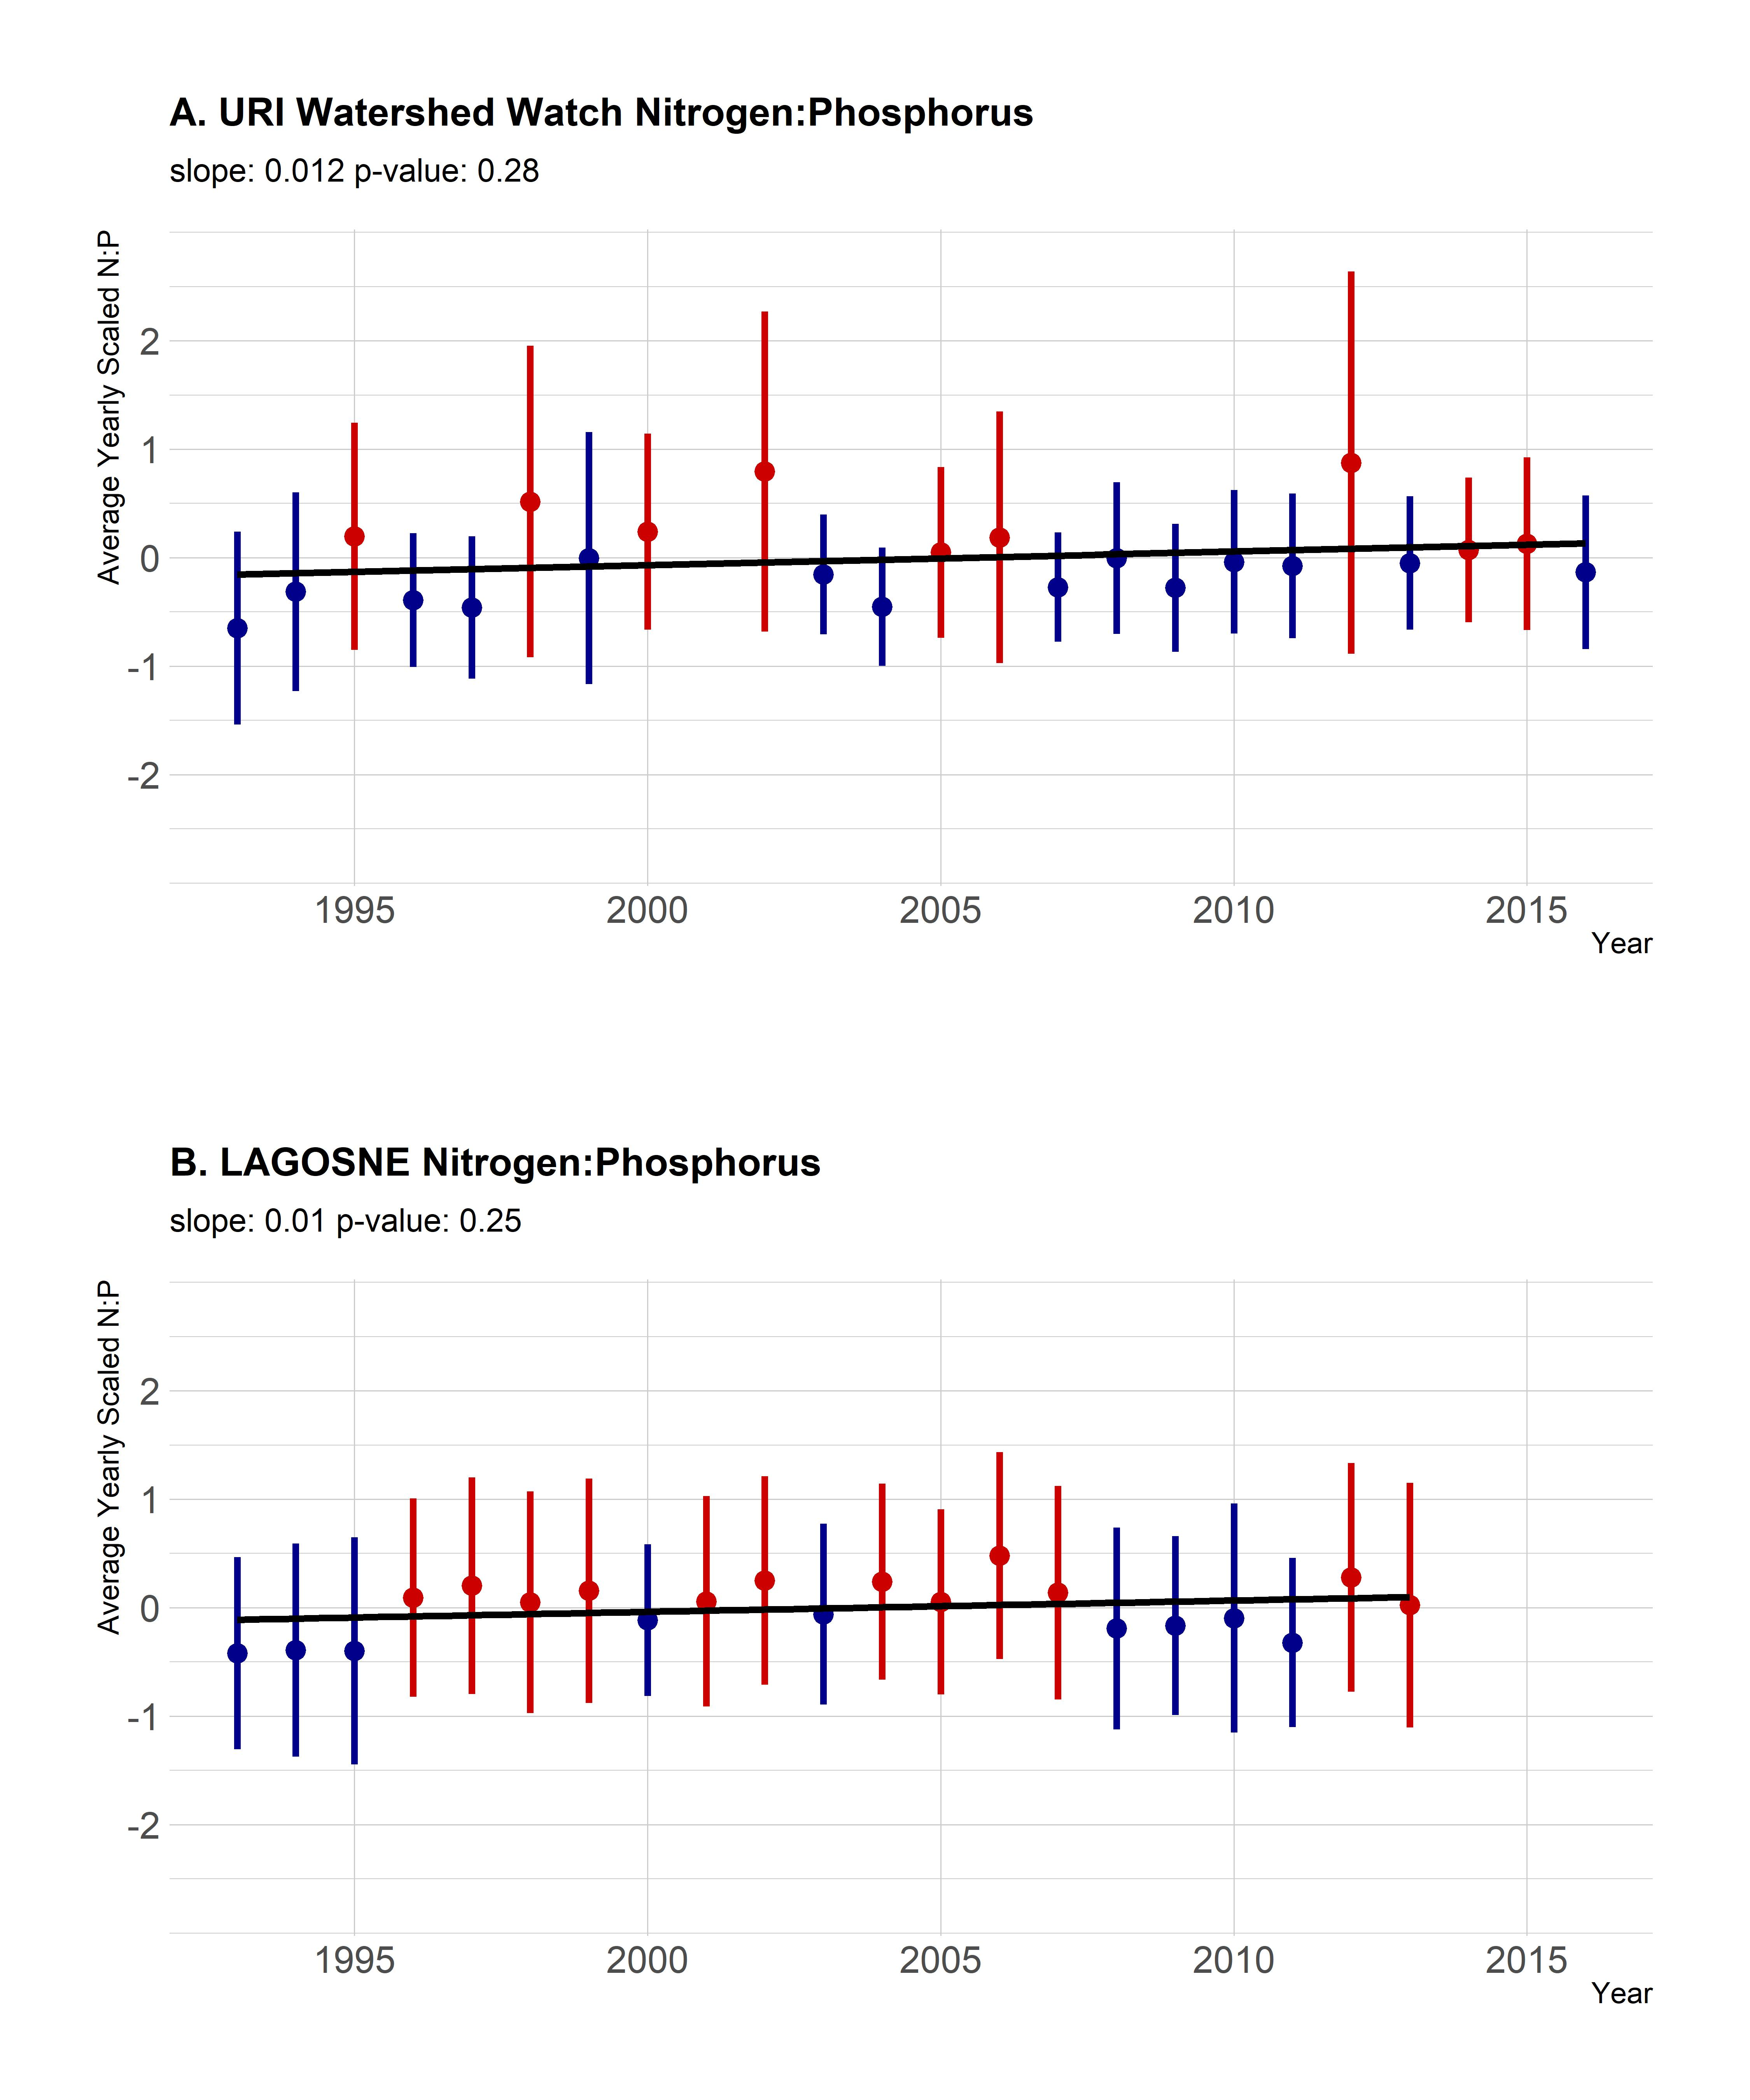 A. URI Watershed Watch Nitrogen:Phosphorus
slope: 0.012 p-value: 0.28
Average Yearly Scaled N:P
2
1
0
-1
-2
1995 2000 2005 2010 2015
Year
B. LAGOSNE Nitrogen:Phosphorus
slope: 0.01 p-value: 0.25
Average Yearly Scaled N:P
2
1
0
-1
-2
1995 2000 2005 2010 2015
Year